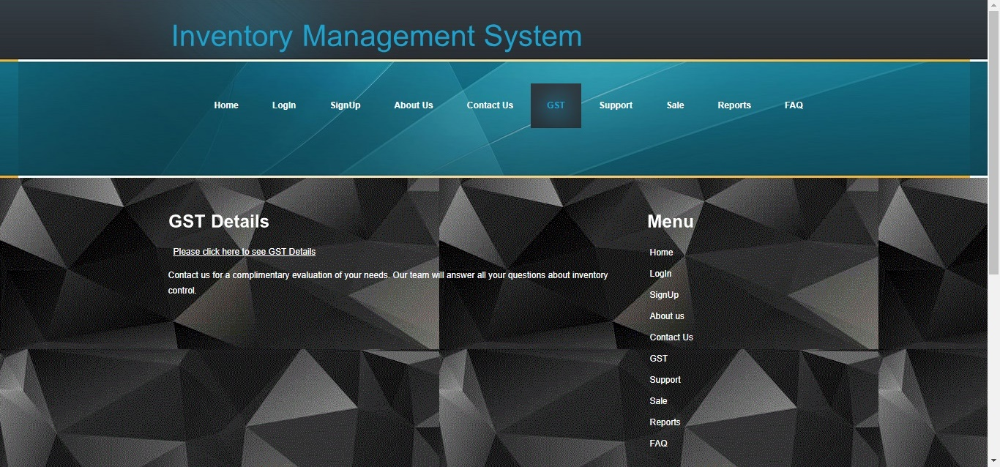 Inventory Management System
Home LogIn SignUp About Us Contact Us GST Support Sale Reports FAQ
GST Details
Please click here to see GST Details
Contact us for a complimentary evaluation of your needs. Our team will answer all your questions about inventory
control.
Menu
Home
LogIn
SignUp
About us
Contact Us
GST
Support
Sale
Reports
FAQ